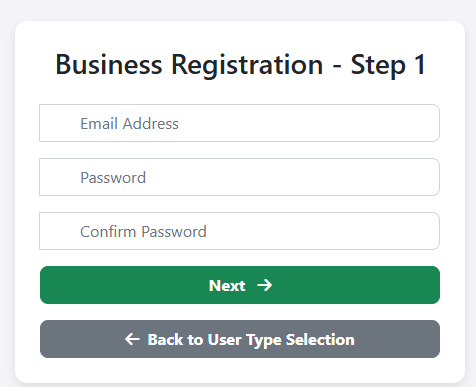 Business Registration - Step 1
Email Address
Password
Confirm Password
Next →
← Back to User Type Selection